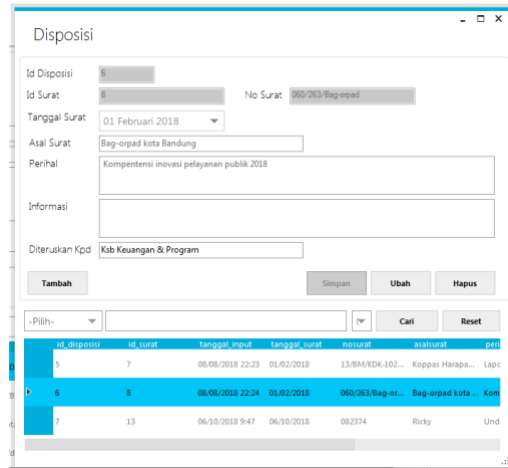 Disposisi
Id Disposisi 6
Id Surat 8 No Surat 060/263/Bag-orpad
Tanggal Surat 01 Februari 2018
Asal Surat Bag-orpad kota Bandung
Perihal Kompentensi inovasi pelayanan publik 2018
Informasi
Diteruskan Kpd Ksb Keuangan & Program
Tambah Simpan Ubah Hapus
-Pilih- Cari Reset
id_disposisi id_surat tanggal_input tanggal_surat nosurat asalsurat peri
5 7 08/08/2018 22:23 01/02/2018 13/BM/KDK-102... Koppas Harapa... Lapo
6 8 08/08/2018 22:24 01/02/2018 060/263/Bag-or... Bag-orpad kota ... Kom
7 13 06/10/2018 9:47 06/10/2018 082374 Ricky Und